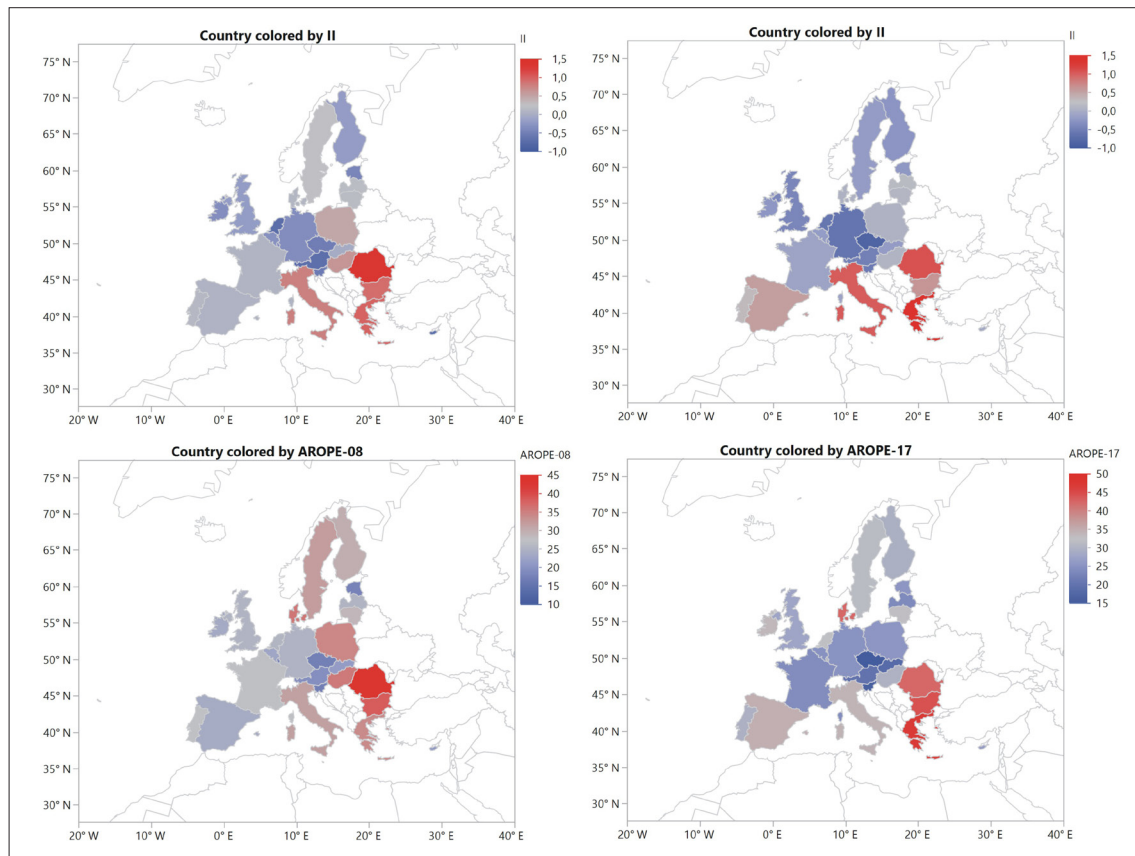 Country colored by II
II
1,5
1,0
0,5
0,0
-0,5
-1,0
75° N
70° N
65° N
60° N
55° N
50° N
45° N
40° N
35° N
30° N
20° W
10° W
0° E
10° E
20° E
30° E
40° E
Country colored by II
II
1,5
1,0
0,5
0,0
-0,5
-1,0
75° N
70° N
65° N
60° N
55° N
50° N
45° N
40° N
35° N
30° N
20° W
10° W
0° E
10° E
20° E
30° E
40° E
Country colored by AROPE-08
AROPE-08
45
40
35
30
25
20
15
10
75° N
70° N
65° N
60° N
55° N
50° N
45° N
40° N
35° N
30° N
20° W
10° W
0° E
10° E
20° E
30° E
40° E
Country colored by AROPE-17
AROPE-17
50
45
40
35
30
25
20
15
75° N
70° N
65° N
60° N
55° N
50° N
45° N
40° N
35° N
30° N
20° W
10° W
0° E
10° E
20° E
30° E
40° E